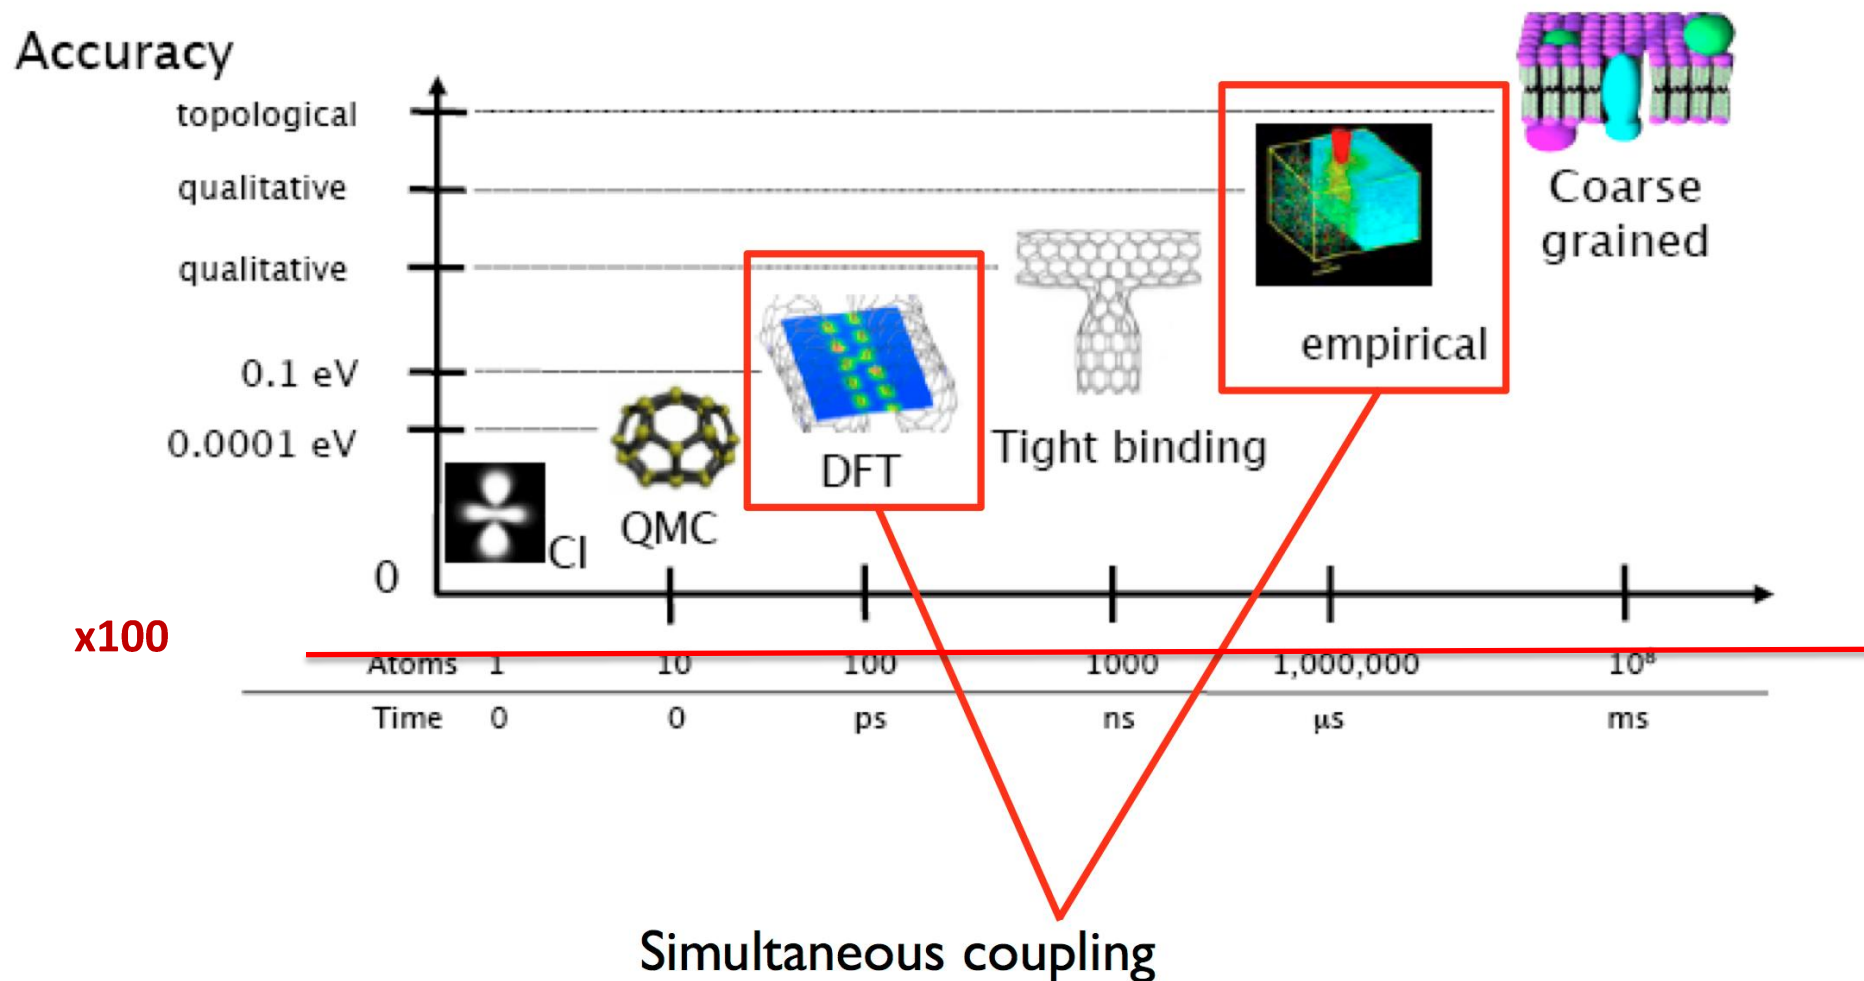 Accuracy
topological
qualitative
qualitative
0.1 eV
0.0001 eV
0
CI
QMC
DFT
Tight binding
empirical
Coarse
grained
x100
Atoms 1 10 100 1000 1,000,000 10⁸
Time 0 0 ps ns μs ms
Simultaneous coupling